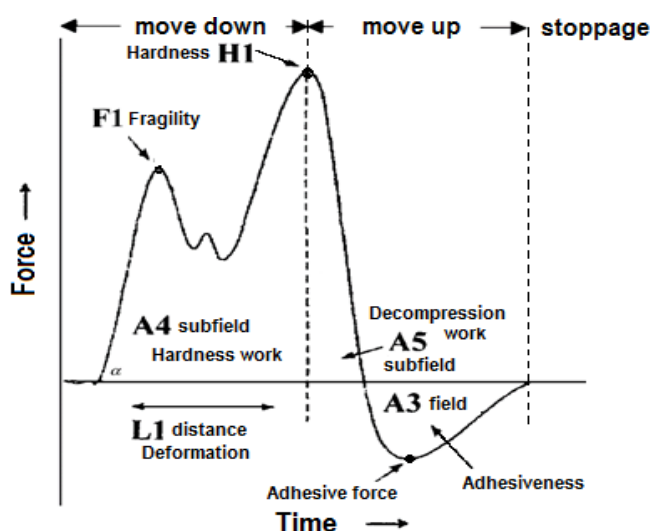 move down
move up
stoppage
Hardness H1
F1 Fragility
Force
A4 subfield
Hardness work
α
Decompression
work
A5
subfield
A3 field
L1 distance
Deformation
Adhesiveness
Adhesive force
Time